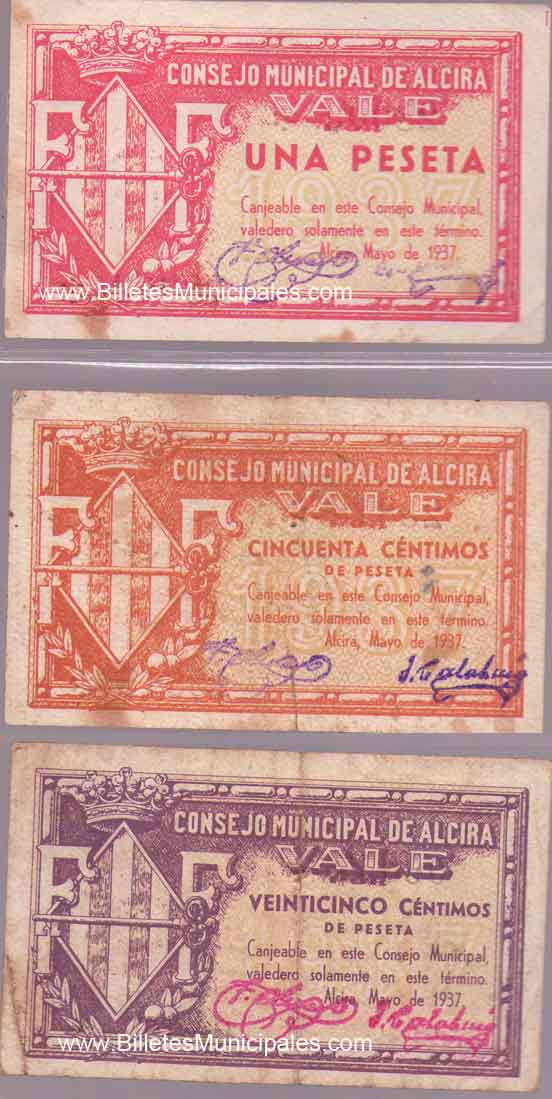 CONSEJO MUNICIPAL DE ALCIRA
VALE
UNA PESETA
1937
Canjeable en este Consejo Municipal,
valedero solamente en este término.
Alcira, Mayo de 1937.
www.BilletesMunicipales.com
CONSEJO MUNICIPAL DE ALCIRA
VALE
CINCUENTA CÉNTIMOS
DE PESETA
1937
Canjeable en este Consejo Municipal,
valedero solamente en este término.
Alcira, Mayo de 1937.
CONSEJO MUNICIPAL DE ALCIRA
VALE
VEINTICINCO CÉNTIMOS
DE PESETA
Canjeable en este Consejo Municipal,
valedero solamente en este término.
Alcira, Mayo de 1937.
www.BilletesMunicipales.com